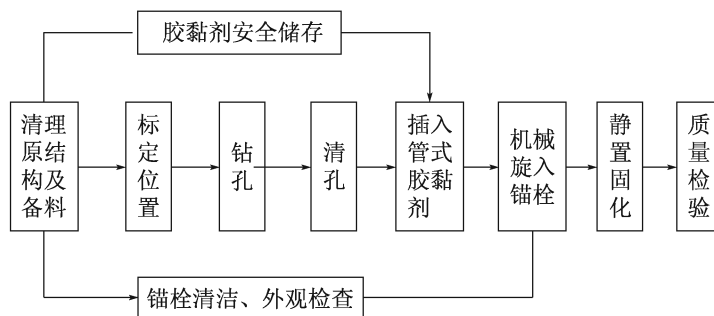 胶黏剂安全储存
清理
原结
构及
备料
标
定
位
置
钻
孔
清
孔
插入
管式
胶黏
剂
机械
旋入
锚栓
静
置
固
化
质
量
检
验
锚栓清洁、外观检查